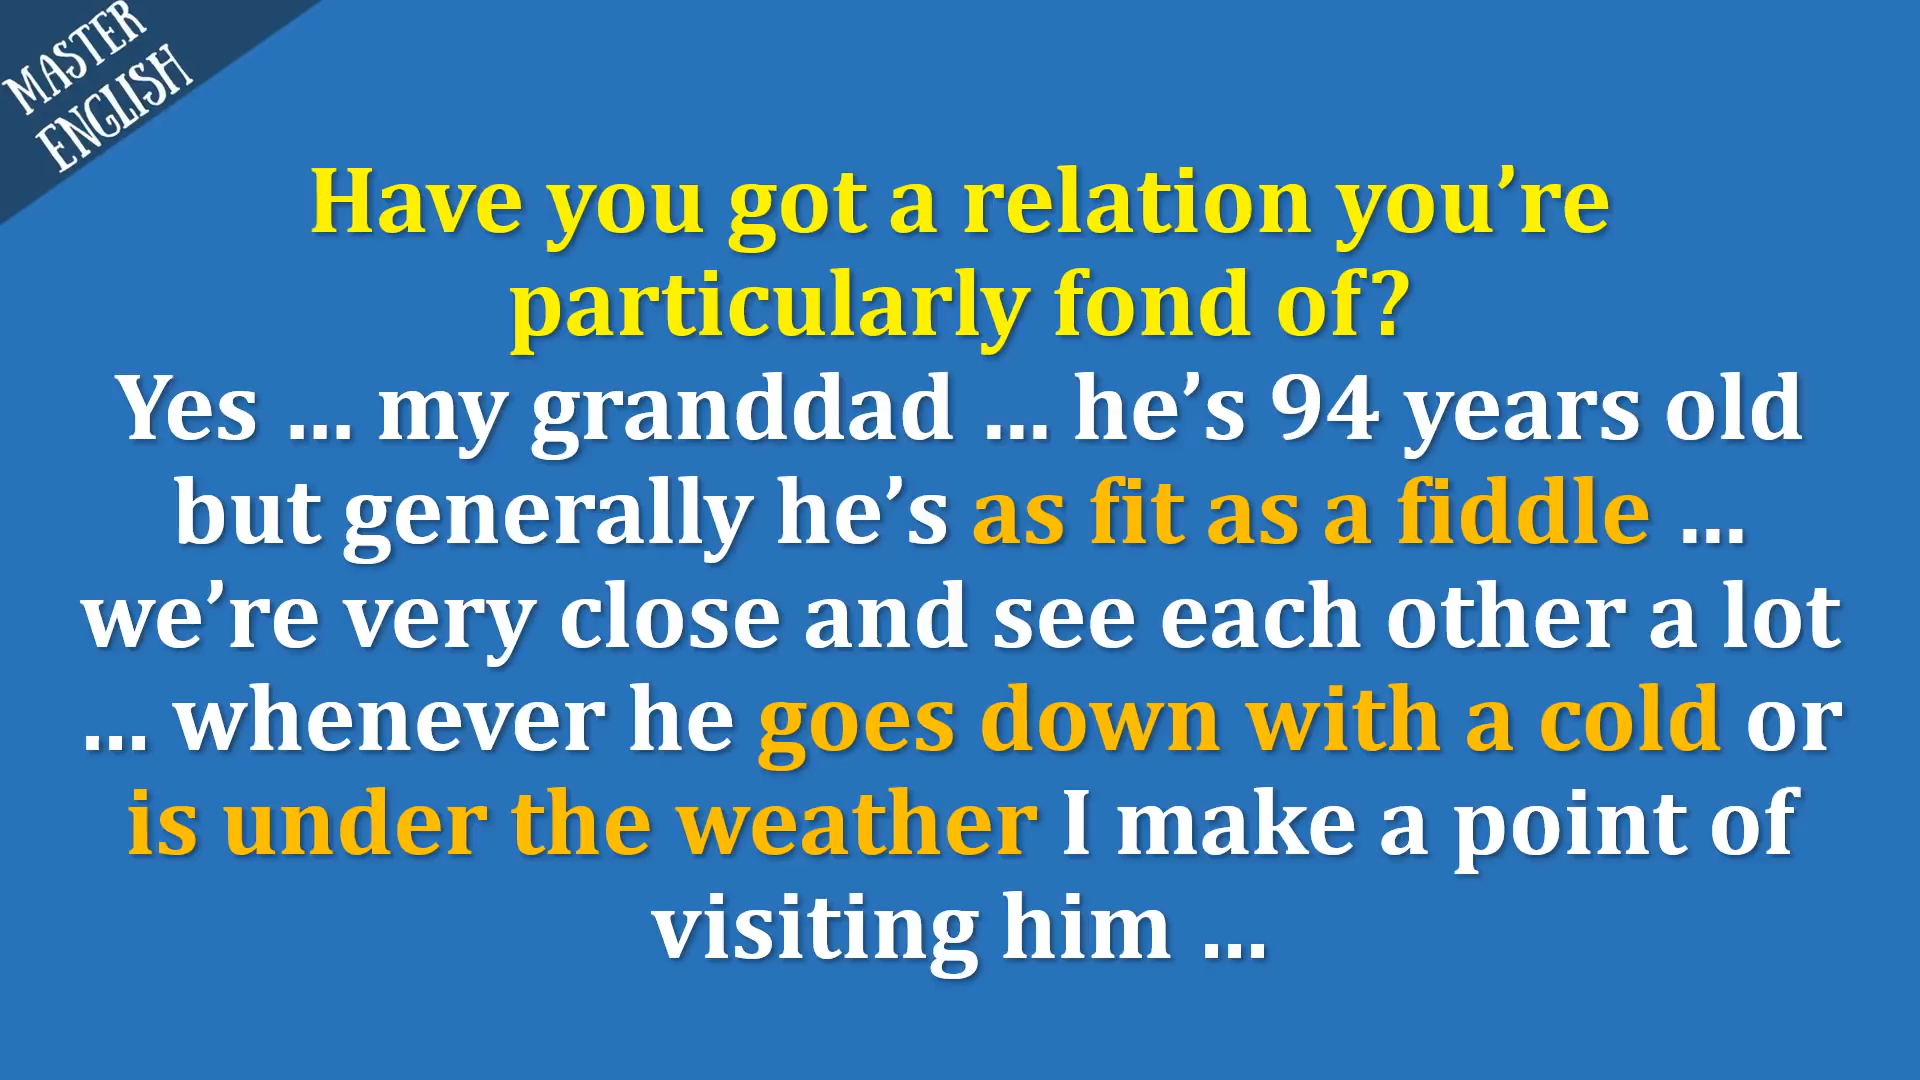 MASTER
ENGLISH
Have you got a relation you’re
particularly fond of?
Yes … my granddad … he’s 94 years old
but generally he’s as fit as a fiddle …
we’re very close and see each other a lot
… whenever he goes down with a cold or
is under the weather I make a point of
visiting him …